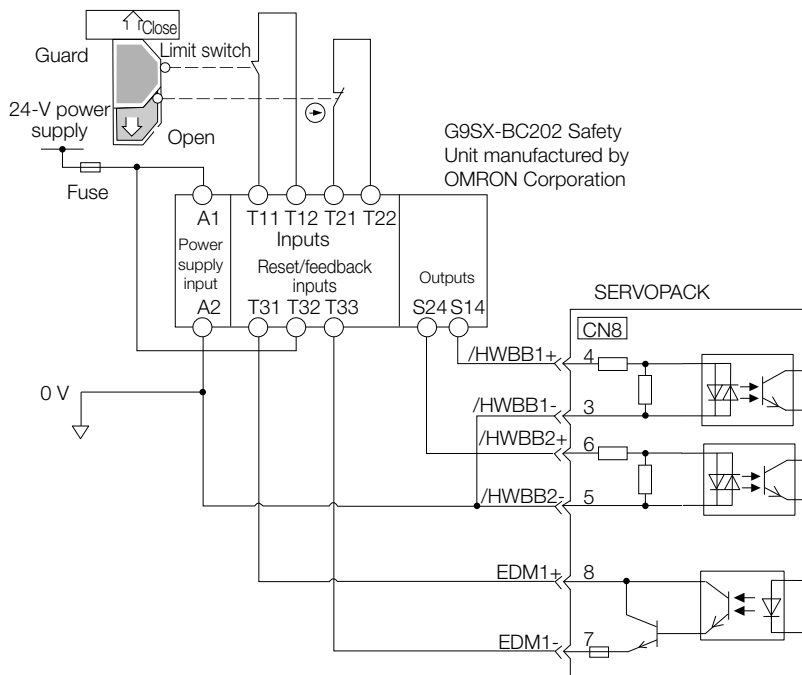 Close
Guard
Limit switch
24-V power
supply
Open
Fuse
G9SX-BC202 Safety
Unit manufactured by
OMRON Corporation
A1
T11
T12
T21
T22
Power
supply
input
Inputs
Reset/feedback
inputs
Outputs
A2
T31
T32
T33
S24
S14
SERVOPACK
CN8
/HWBB1+
4
0 V
/HWBB1-
3
/HWBB2+
6
/HWBB2-
5
EDM1+
8
EDM1-
7